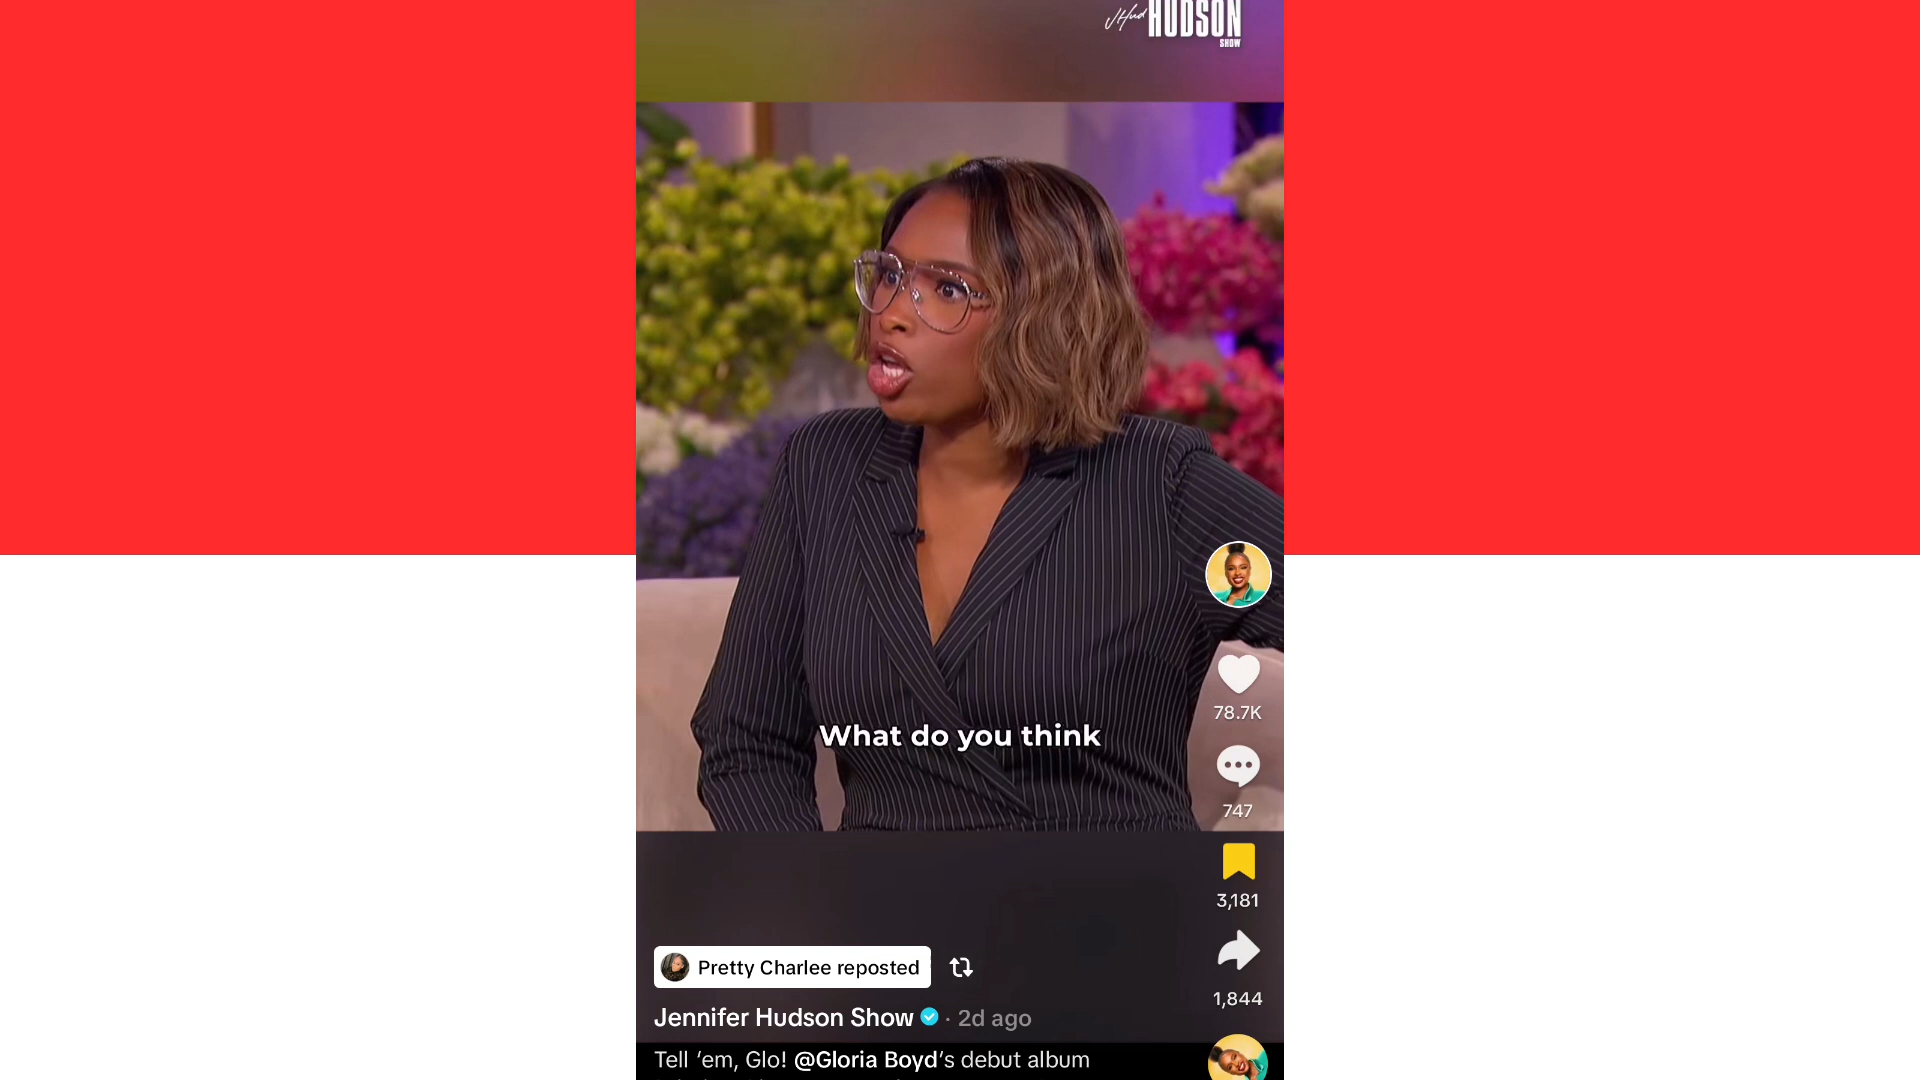 JHud HUDSON
SHOW
What do you think
78.7K
747
3,181
1,844
Pretty Charlee reposted
Jennifer Hudson Show · 2d ago
Tell ’em, Glo! @Gloria Boyd’s debut album